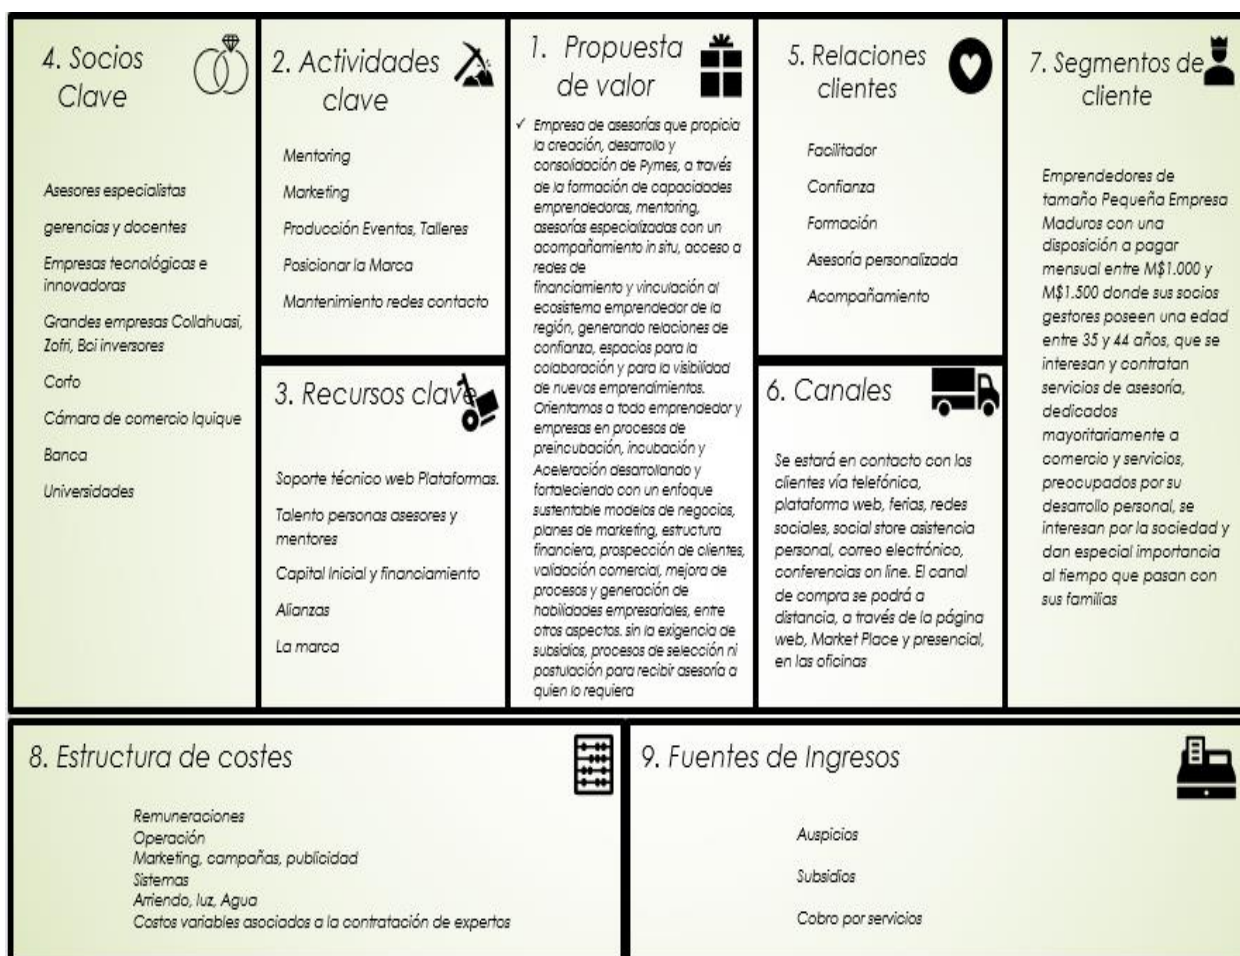 4. Socios
Clave
Asesores especialistas
gerencias y docentes
Empresas tecnológicas e
innovadoras
Grandes empresas Collahuasi,
Zofri, Bci inversores
Corfo
Cámara de comercio Iquique
Banca
Universidades
2. Actividades
clave
Mentoring
Marketing
Producción Eventos, Talleres
Posicionar la Marca
Mantenimiento redes contacto
3. Recursos clave
Soporte técnico web Plataformas.
Talento personas asesores y
mentores
Capital Inicial y financiamiento
Alianzas
La marca
1. Propuesta
de valor
✓ Empresa de asesorías que propicia
la creación, desarrollo y
consolidación de Pymes, a través
de la formación de capacidades
emprendedoras, mentoring,
asesorías especializadas con un
acompañamiento in situ, acceso a
redes de
financiamiento y vinculación al
ecosistema emprendedor de la
región, generando relaciones de
confianza, espacios para la
colaboración y para la visibilidad
de nuevos emprendimientos.
Orientamos a todo emprendedor y
empresas en procesos de
preincubación, incubación y
Aceleración desarrollando y
fortaleciendo con un enfoque
sustentable modelos de negocios,
planes de marketing, estructura
financiera, prospección de clientes,
validación comercial, mejora de
procesos y generación de
habilidades empresariales, entre
otros aspectos. sin la exigencia de
subsidios, procesos de selección ni
postulación para recibir asesoría a
quien lo requiera
5. Relaciones
clientes
Facilitador
Confianza
Formación
Asesoría personalizada
Acompañamiento
6. Canales
Se estará en contacto con los
clientes vía telefónica,
plataforma web, ferias, redes
sociales, social store asistencia
personal, correo electrónico,
conferencias on line. El canal
de compra se podrá a
distancia, a través de la página
web, Market Place y presencial,
en las oficinas
7. Segmentos de
cliente
Emprendedores de
tamaño Pequeña Empresa
Maduros con una
disposición a pagar
mensual entre M$1.000 y
M$1.500 donde sus socios
gestores poseen una edad
entre 35 y 44 años, que se
interesan y contratan
servicios de asesoría,
dedicados
mayoritariamente a
comercio y servicios,
preocupados por su
desarrollo personal, se
interesan por la sociedad y
dan especial importancia
al tiempo que pasan con
sus familias
8. Estructura de costes
Remuneraciones
Operación
Marketing, campañas, publicidad
Sistemas
Arriendo, luz, Agua
Costos variables asociados a la contratación de expertos
9. Fuentes de Ingresos
Auspicios
Subsidios
Cobro por servicios